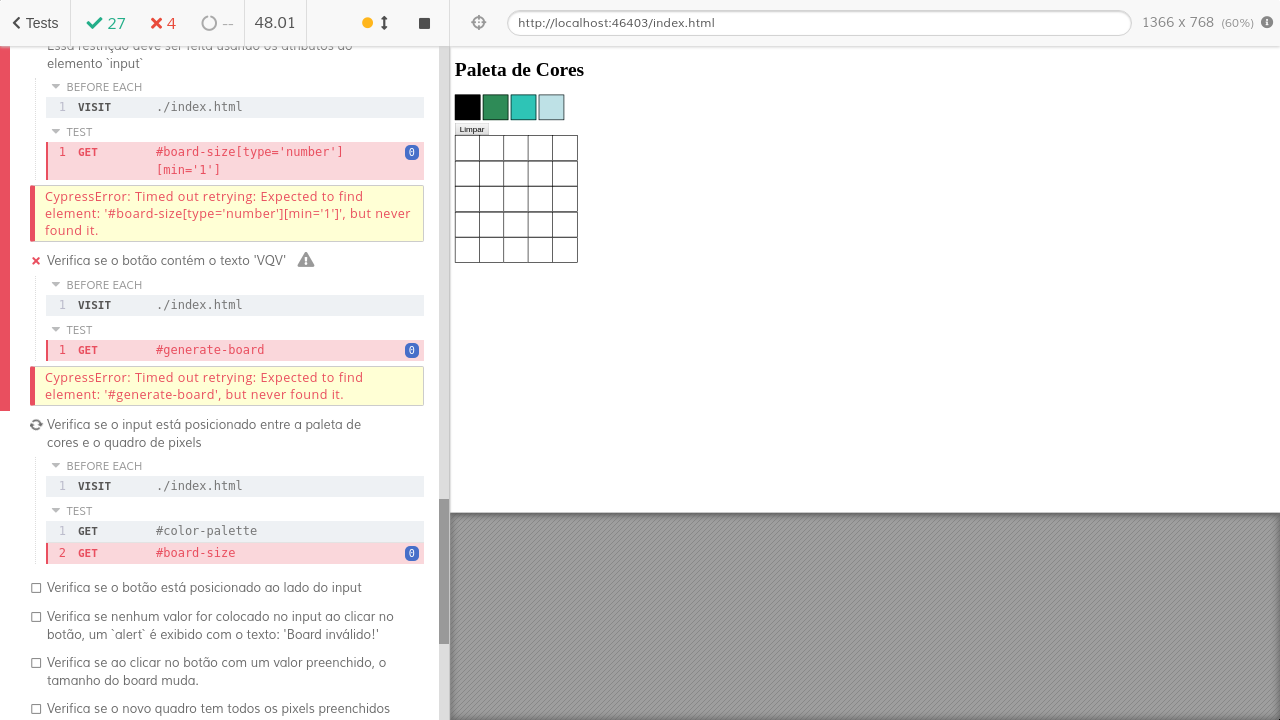 Tests
27
4
--
48.01
http://localhost:46403/index.html
1366 x 768 (60%)
Essa restrição deve ser feita usando os atributos do
elemento `input`
BEFORE EACH
1 VISIT ./index.html
TEST
1 GET #board-size[type='number']
[min='1']
0
CypressError: Timed out retrying: Expected to find
element: '#board-size[type='number'][min='1']', but never
found it.
Verifica se o botão contém o texto 'VQV'
BEFORE EACH
1 VISIT ./index.html
TEST
1 GET #generate-board 0
CypressError: Timed out retrying: Expected to find
element: '#generate-board', but never found it.
Verifica se o input está posicionado entre a paleta de
cores e o quadro de pixels
BEFORE EACH
1 VISIT ./index.html
TEST
1 GET #color-palette
2 GET #board-size 0
Verifica se o botão está posicionado ao lado do input
Verifica se nenhum valor for colocado no input ao clicar no
botão, um `alert` é exibido com o texto: 'Board inválido!'
Verifica se ao clicar no botão com um valor preenchido, o
tamanho do board muda.
Verifica se o novo quadro tem todos os pixels preenchidos
Paleta de Cores
Limpar